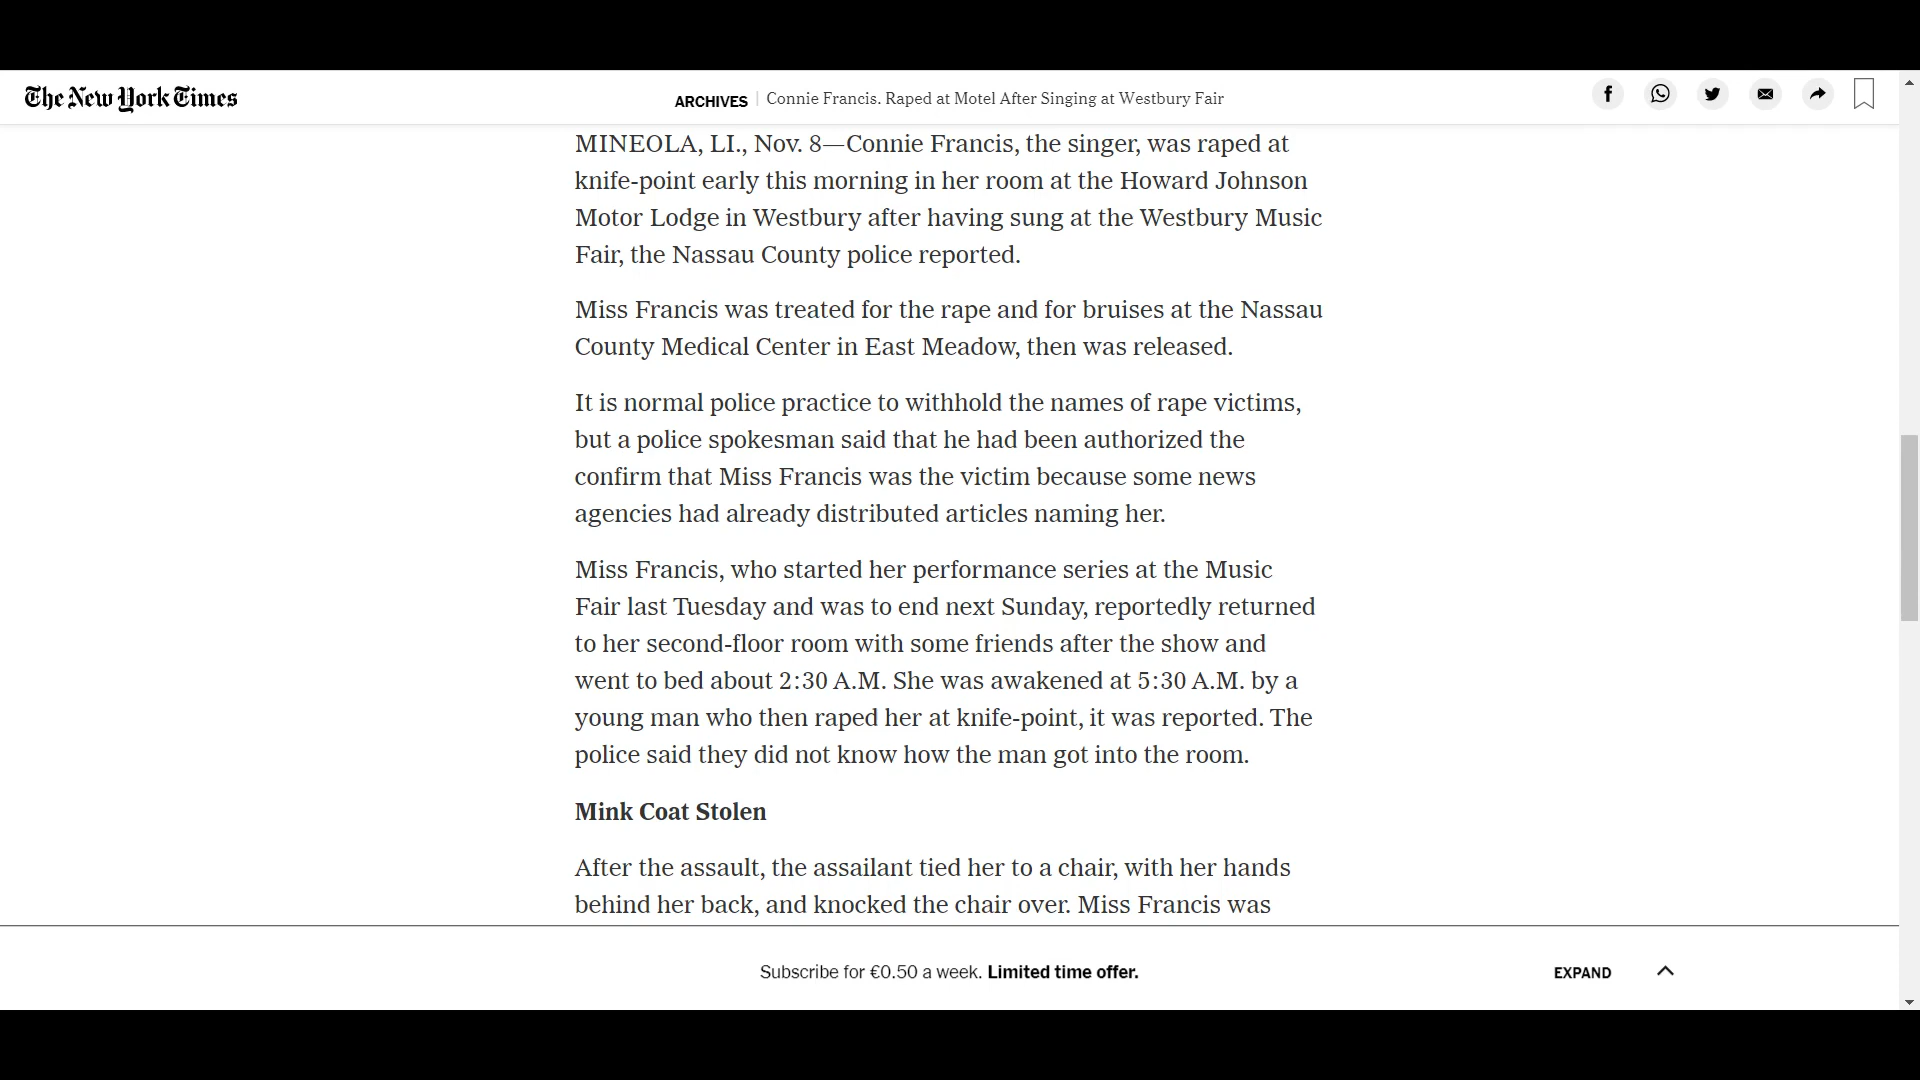 The New York Times
ARCHIVES | Connie Francis. Raped at Motel After Singing at Westbury Fair
MINEOLA, LI., Nov. 8—Connie Francis, the singer, was raped at
knife-point early this morning in her room at the Howard Johnson
Motor Lodge in Westbury after having sung at the Westbury Music
Fair, the Nassau County police reported.
Miss Francis was treated for the rape and for bruises at the Nassau
County Medical Center in East Meadow, then was released.
It is normal police practice to withhold the names of rape victims,
but a police spokesman said that he had been authorized the
confirm that Miss Francis was the victim because some news
agencies had already distributed articles naming her.
Miss Francis, who started her performance series at the Music
Fair last Tuesday and was to end next Sunday, reportedly returned
to her second-floor room with some friends after the show and
went to bed about 2:30 A.M. She was awakened at 5:30 A.M. by a
young man who then raped her at knife-point, it was reported. The
police said they did not know how the man got into the room.
Mink Coat Stolen
After the assault, the assailant tied her to a chair, with her hands
behind her back, and knocked the chair over. Miss Francis was
Subscribe for €0.50 a week. Limited time offer.
EXPAND